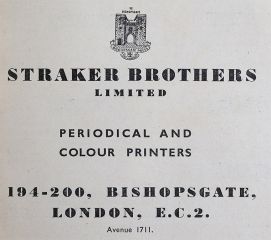 STRAKER BROTHERS
LIMITED
PERIODICAL AND
COLOUR PRINTERS
194-200, BISHOPSGATE,
LONDON, E.C.2.
Avenue 1711.